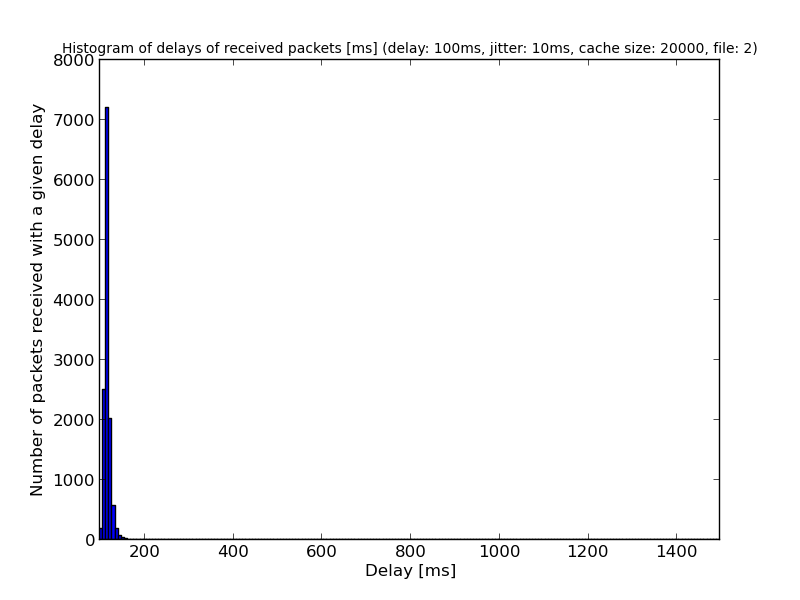 Histogram of delays of received packets [ms] (delay: 100ms, jitter: 10ms, cache size: 20000, file: 2)
8000
7000
6000
5000
4000
3000
2000
1000
0
Number of packets received with a given delay
200 400 600 800 1000 1200 1400
Delay [ms]